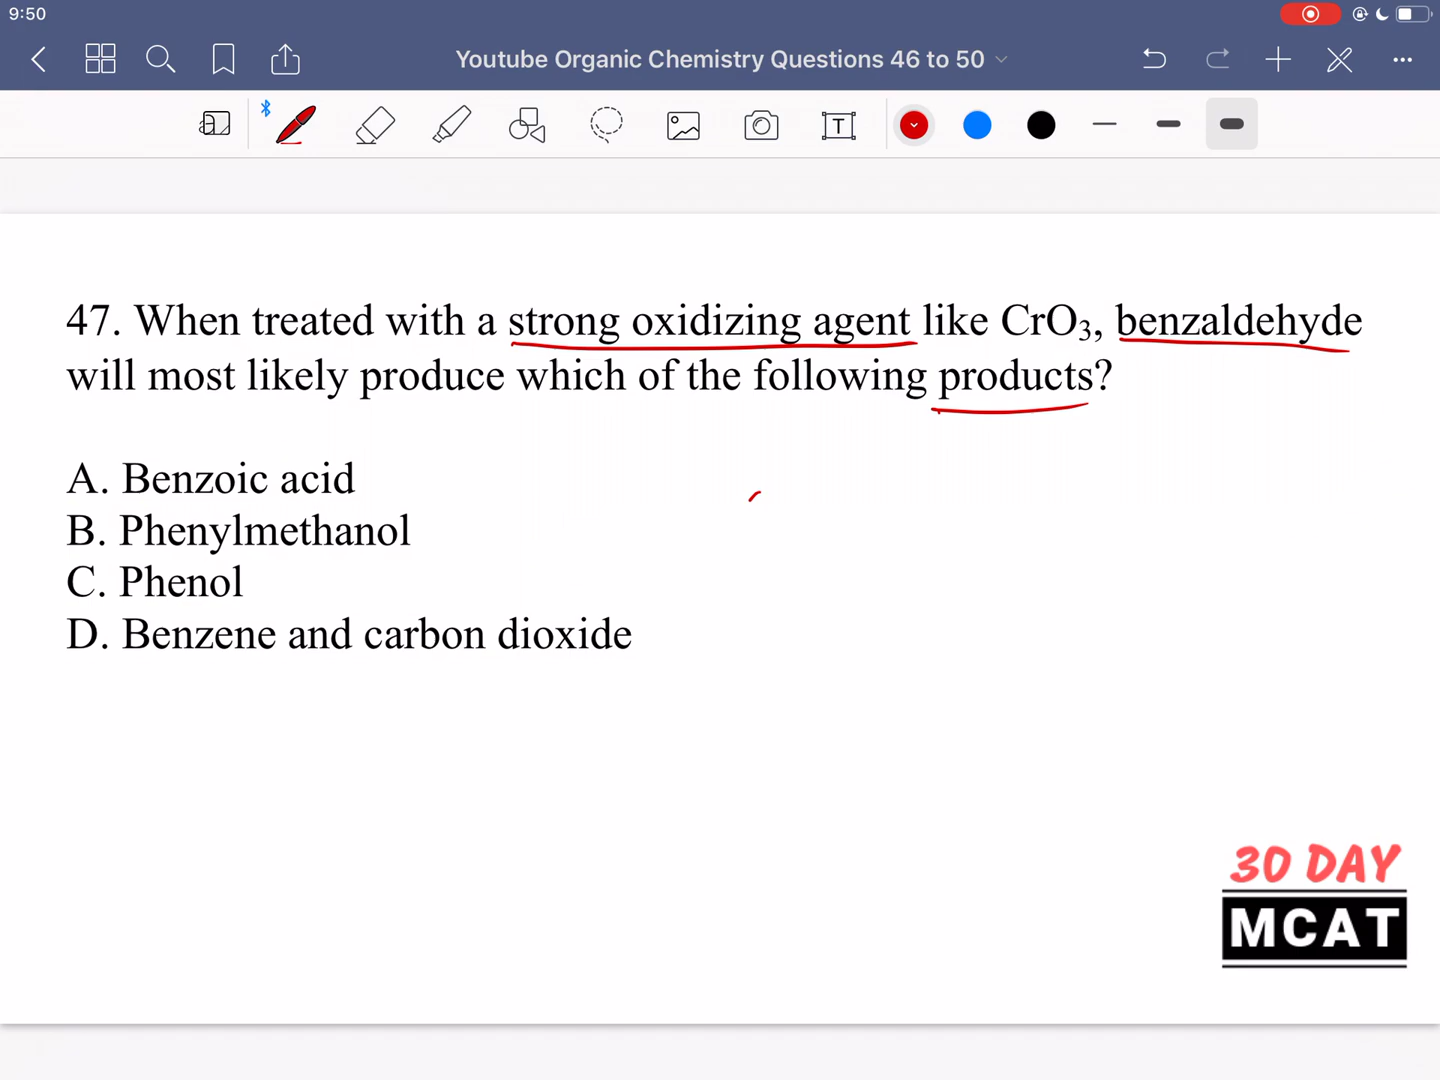 9:50
Youtube Organic Chemistry Questions 46 to 50
T
47. When treated with a strong oxidizing agent like CrO₃, benzaldehyde
will most likely produce which of the following products?
A. Benzoic acid
B. Phenylmethanol
C. Phenol
D. Benzene and carbon dioxide
30 DAY
MCAT